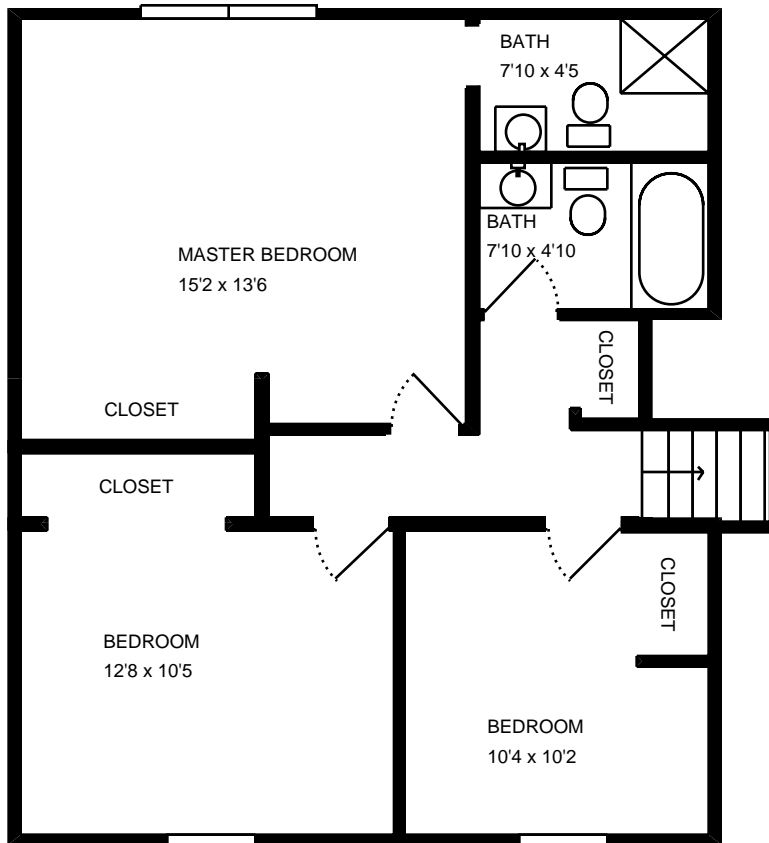 BATH
7'10 x 4'5
BATH
7'10 x 4'10
MASTER BEDROOM
15'2 x 13'6
CLOSET
CLOSET
CLOSET
CLOSET
BEDROOM
12'8 x 10'5
BEDROOM
10'4 x 10'2